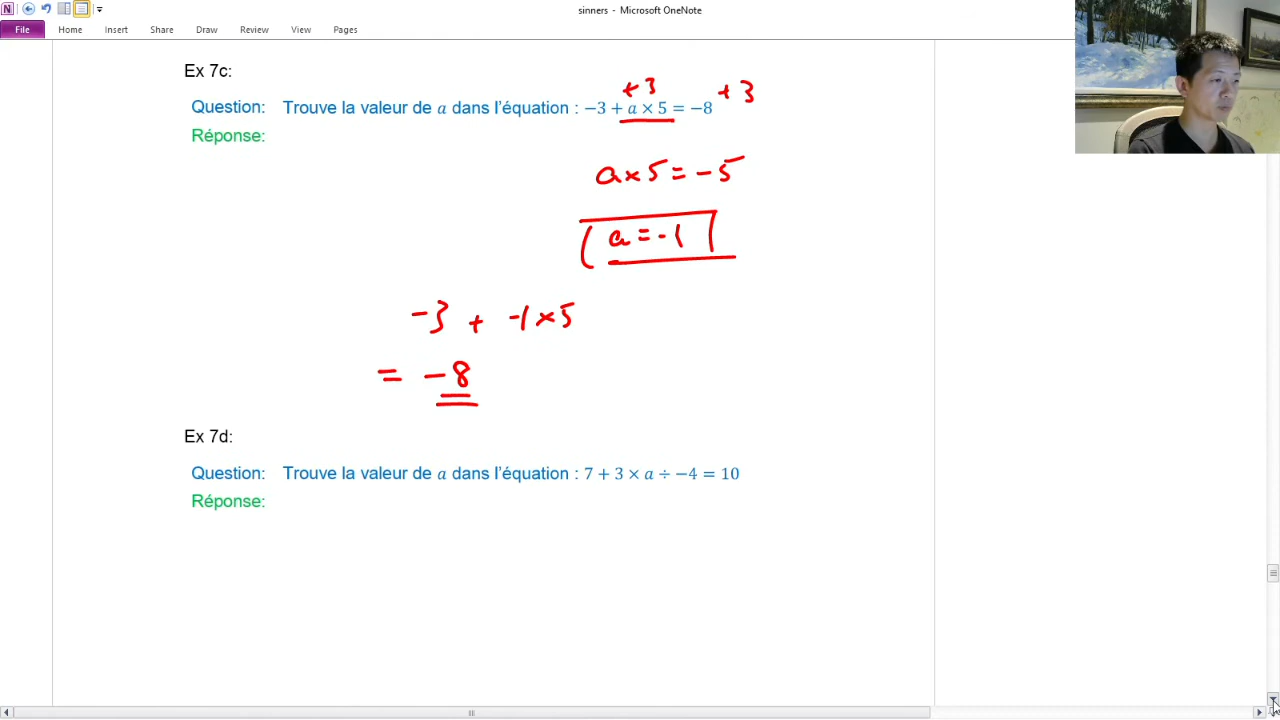 sinners - Microsoft OneNote
File Home Insert Share Draw Review View Pages
Ex 7c:
+3 +3
Question: Trouve la valeur de a dans l'équation : −3 + a × 5 = −8
Réponse:
a×5 = -5
a = -1
-3 + -1×5
= -8
Ex 7d:
Question: Trouve la valeur de a dans l'équation : 7 + 3 × a ÷ −4 = 10
Réponse: